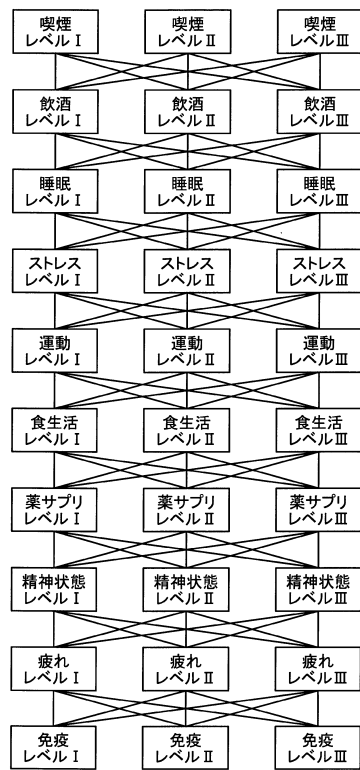 喫煙
レベルⅠ
喫煙
レベルⅡ
喫煙
レベルⅢ
飲酒
レベルⅠ
飲酒
レベルⅡ
飲酒
レベルⅢ
睡眠
レベルⅠ
睡眠
レベルⅡ
睡眠
レベルⅢ
ストレス
レベルⅠ
ストレス
レベルⅡ
ストレス
レベルⅢ
運動
レベルⅠ
運動
レベルⅡ
運動
レベルⅢ
食生活
レベルⅠ
食生活
レベルⅡ
食生活
レベルⅢ
薬サプリ
レベルⅠ
薬サプリ
レベルⅡ
薬サプリ
レベルⅢ
精神状態
レベルⅠ
精神状態
レベルⅡ
精神状態
レベルⅢ
疲れ
レベルⅠ
疲れ
レベルⅡ
疲れ
レベルⅢ
免疫
レベルⅠ
免疫
レベルⅡ
免疫
レベルⅢ